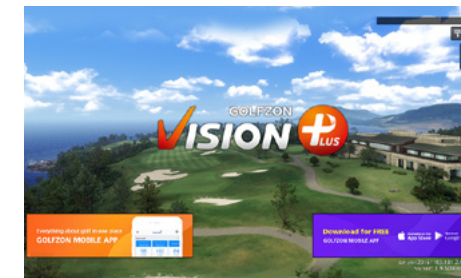 GOLFZON
VISION PLUS
Everything about golf in one place
GOLFZON MOBILE APP
Download for FREE
GOLFZON MOBILE APP
App Store